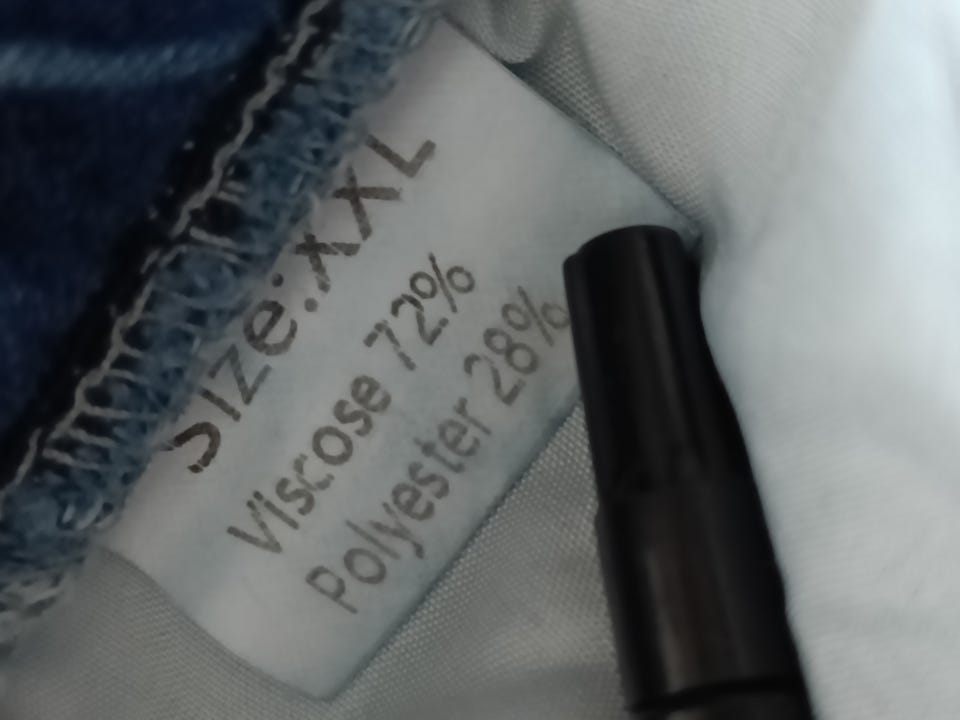 Size:XXL
Viscose 72%
Polyester 28%